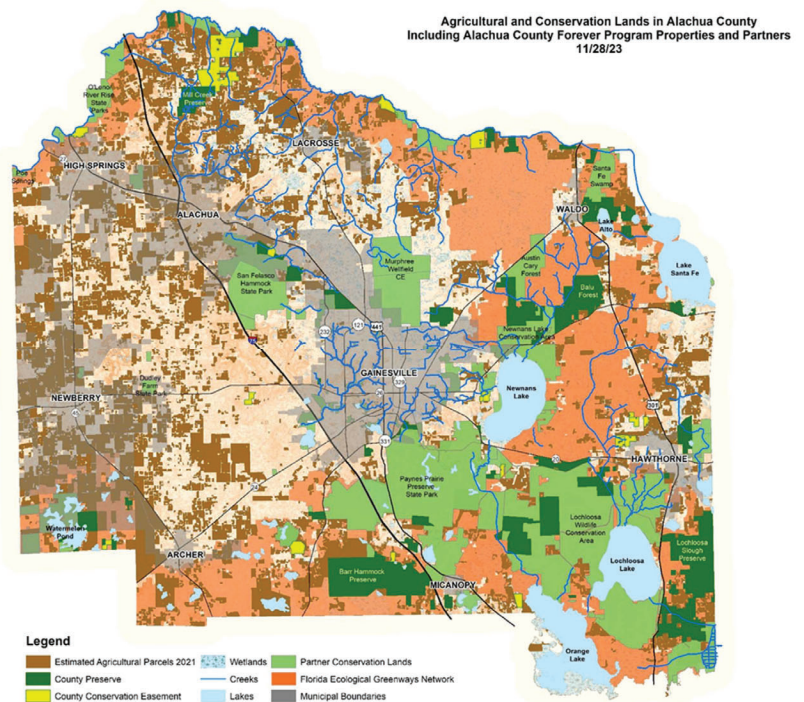 Agricultural and Conservation Lands in Alachua County
Including Alachua County Forever Program Properties and Partners
11/28/23
O'Leno
River Rise
State
Parks
Mill Creek
Preserve
LACROSSE
HIGH SPRINGS
Poe
Springs
Santa
Fe
Swamp
ALACHUA
WALDO
Lake
Alto
Lake
Santa Fe
San Felasco
Hammock
State Park
Murphree
Wellfield
CE
Austin
Cary
Forest
Balu
Forest
232
121
441
Newnans Lake
Conservation Area
GAINESVILLE
329
26
Dudley
Farm
State Park
Newnans
Lake
NEWBERRY
45
301
331
20
HAWTHORNE
24
Paynes Prairie
Preserve
State Park
Lochloosa
Wildlife
Conservation
Area
Watermelon
Pond
ARCHER
Lochloosa
Slough
Preserve
Lochloosa
Lake
Barr Hammock
Preserve
MICANOPY
Orange
Lake
Legend
Estimated Agricultural Parcels 2021
Wetlands
Partner Conservation Lands
County Preserve
Creeks
Florida Ecological Greenways Network
County Conservation Easement
Lakes
Municipal Boundaries